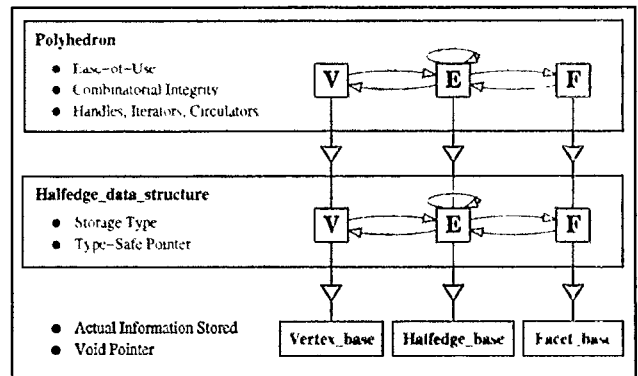 Polyhedron
● Ease-of-Use
● Combinatorial Integrity
● Handles, Iterators, Circulators
V E F
Halfedge_data_structure
● Storage Type
● Type-Safe Pointer
V E F
● Actual Information Stored
● Void Pointer
Vertex_base Halfedge_base Facet_base